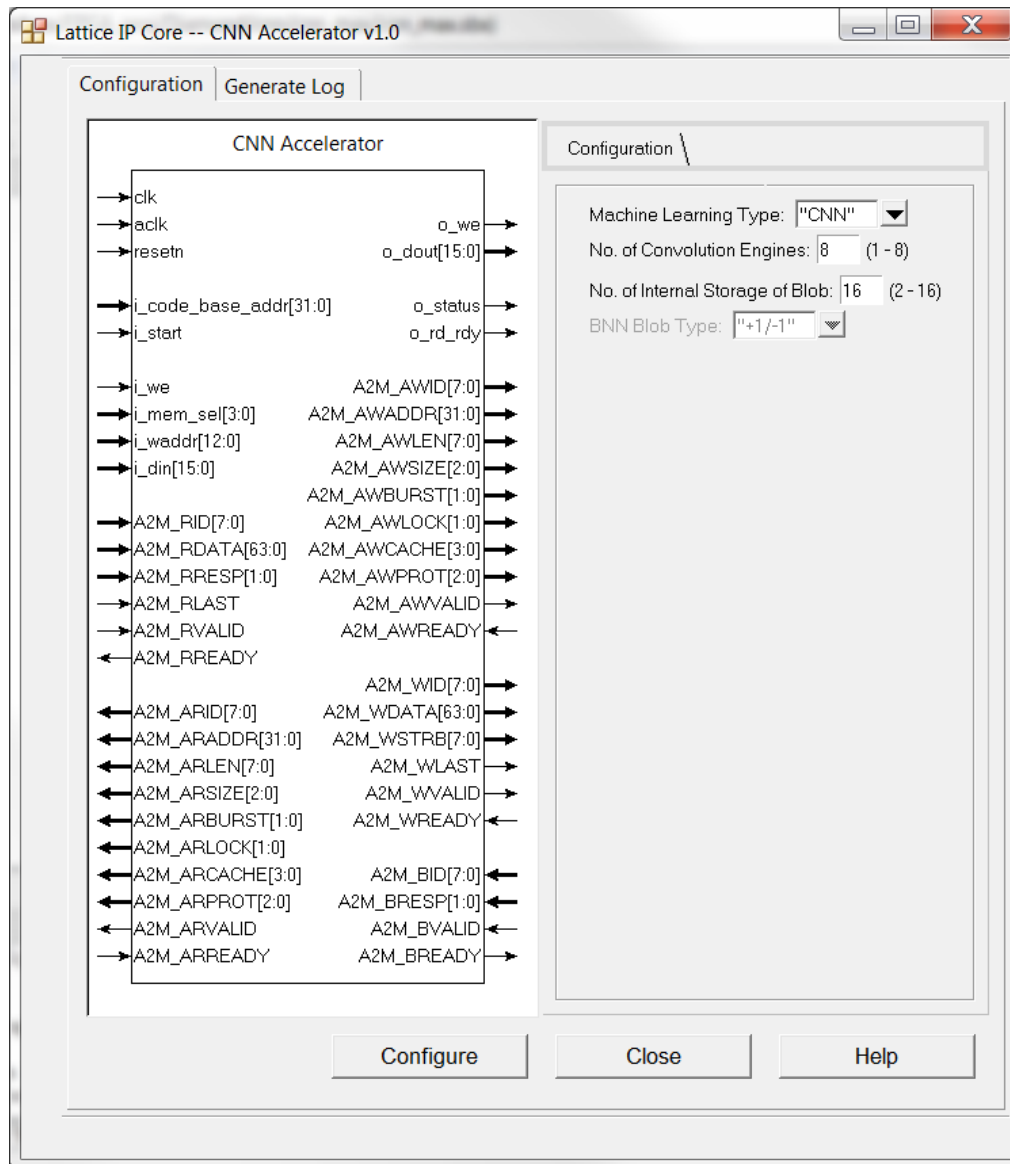 Lattice IP Core -- CNN Accelerator v1.0
Configuration
Generate Log
CNN Accelerator
clk
aclk
resetn
i_code_base_addr[31:0]
i_start
i_we
i_mem_sel[3:0]
i_waddr[12:0]
i_din[15:0]
A2M_RID[7:0]
A2M_RDATA[63:0]
A2M_RRESP[1:0]
A2M_RLAST
A2M_RVALID
A2M_RREADY
A2M_ARID[7:0]
A2M_ARADDR[31:0]
A2M_ARLEN[7:0]
A2M_ARSIZE[2:0]
A2M_ARBURST[1:0]
A2M_ARLOCK[1:0]
A2M_ARCACHE[3:0]
A2M_ARPROT[2:0]
A2M_ARVALID
A2M_ARREADY
o_we
o_dout[15:0]
o_status
o_rd_rdy
A2M_AWID[7:0]
A2M_AWADDR[31:0]
A2M_AWLEN[7:0]
A2M_AWSIZE[2:0]
A2M_AWBURST[1:0]
A2M_AWLOCK[1:0]
A2M_AWCACHE[3:0]
A2M_AWPROT[2:0]
A2M_AWVALID
A2M_AWREADY
A2M_WID[7:0]
A2M_WDATA[63:0]
A2M_WSTRB[7:0]
A2M_WLAST
A2M_WVALID
A2M_WREADY
A2M_BID[7:0]
A2M_BRESP[1:0]
A2M_BVALID
A2M_BREADY
Configuration
Machine Learning Type: "CNN"
No. of Convolution Engines: 8 (1 - 8)
No. of Internal Storage of Blob: 16 (2 - 16)
BNN Blob Type: "+1/-1"
Configure
Close
Help